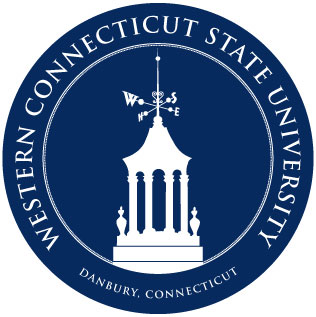 WESTERN CONNECTICUT STATE UNIVERSITY
W S
N E
DANBURY, CONNECTICUT